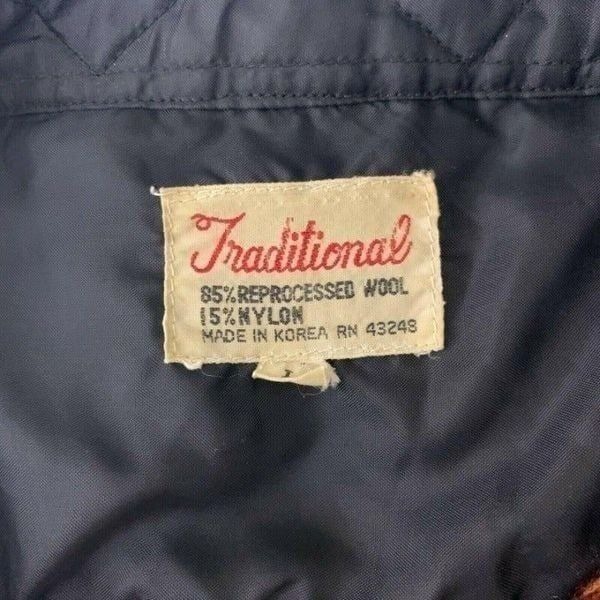 Traditional
85% REPROCESSED WOOL
15% NYLON
MADE IN KOREA RN 43248